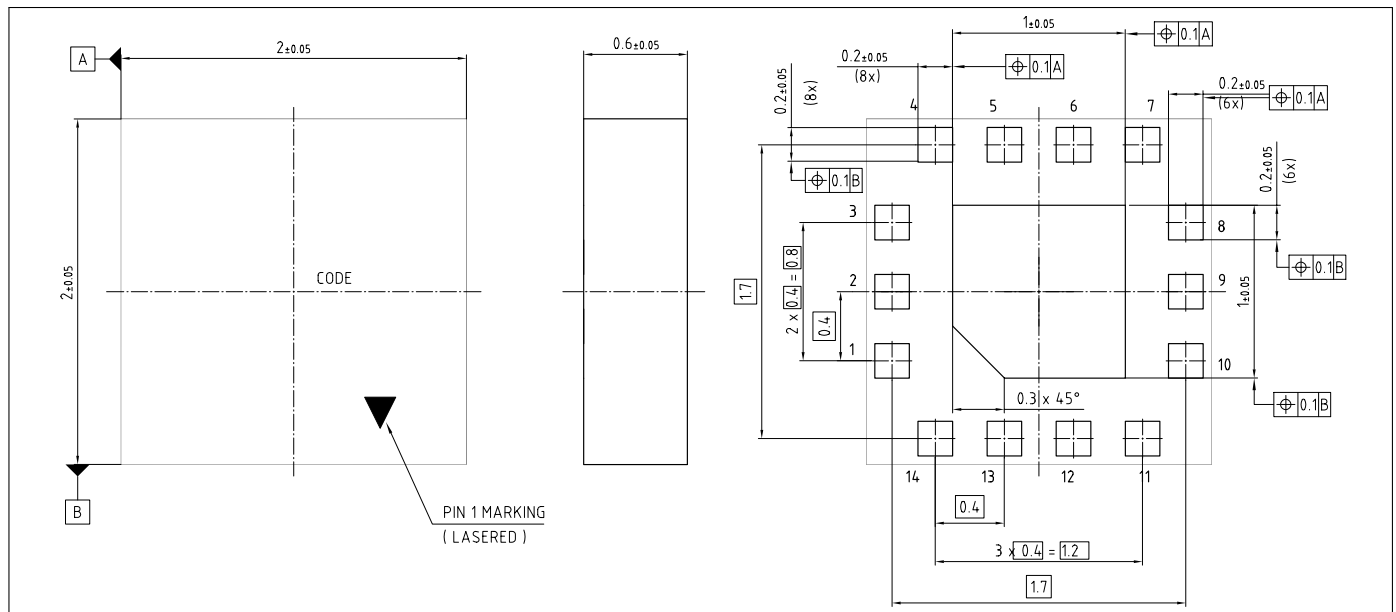 A
2±0.05
2±0.05
CODE
B
PIN 1 MARKING
( LASERED )
0.6±0.05
1±0.05
⌖ 0.1 A
0.2±0.05
(8x)
⌖ 0.1 A
0.2±0.05
(8x)
0.2±0.05
(6x)
⌖ 0.1 A
4
5
6
7
0.2±0.05
(6x)
⌖ 0.1 B
3
8
⌖ 0.1 B
2 x 0.4 = 0.8
1.7
2
9
1±0.05
0.4
1
10
0.3 x 45°
⌖ 0.1 B
14
13
12
11
0.4
3 x 0.4 = 1.2
1.7